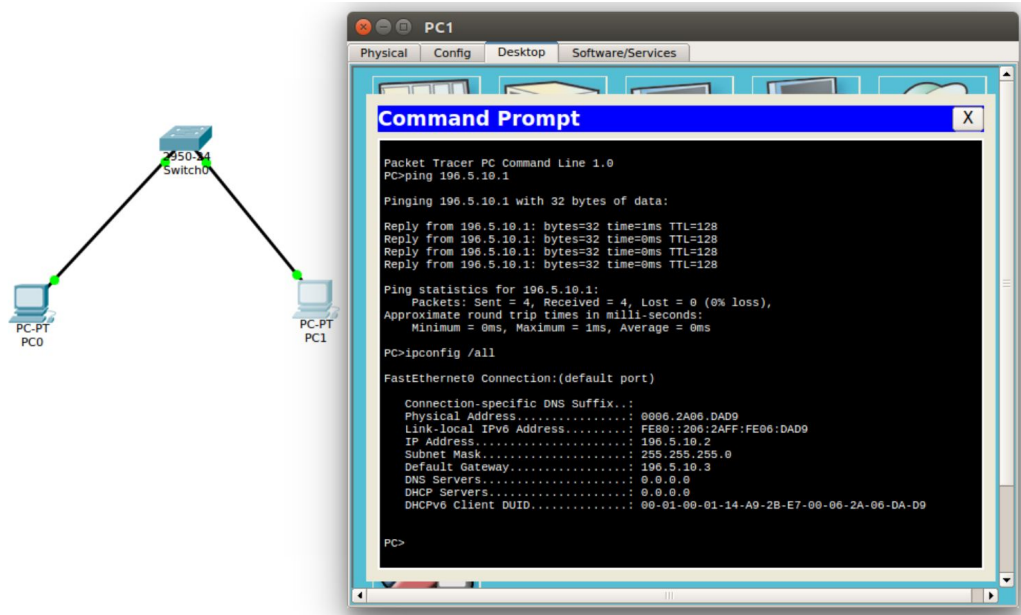 2950-24
Switch0
PC-PT
PC0
PC-PT
PC1
PC1
Physical Config Desktop Software/Services
Command Prompt X
Packet Tracer PC Command Line 1.0
PC>ping 196.5.10.1
Pinging 196.5.10.1 with 32 bytes of data:
Reply from 196.5.10.1: bytes=32 time=1ms TTL=128
Reply from 196.5.10.1: bytes=32 time=0ms TTL=128
Reply from 196.5.10.1: bytes=32 time=0ms TTL=128
Reply from 196.5.10.1: bytes=32 time=0ms TTL=128
Ping statistics for 196.5.10.1:
Packets: Sent = 4, Received = 4, Lost = 0 (0% loss),
Approximate round trip times in milli-seconds:
Minimum = 0ms, Maximum = 1ms, Average = 0ms
PC>ipconfig /all
FastEthernet0 Connection:(default port)
Connection-specific DNS Suffix..:
Physical Address................: 0006.2A06.DAD9
Link-local IPv6 Address.........: FE80::206:2AFF:FE06:DAD9
IP Address......................: 196.5.10.2
Subnet Mask.....................: 255.255.255.0
Default Gateway.................: 196.5.10.3
DNS Servers.....................: 0.0.0.0
DHCP Servers....................: 0.0.0.0
DHCPv6 Client DUID..............: 00-01-00-01-14-A9-2B-E7-00-06-2A-06-DA-D9
PC>